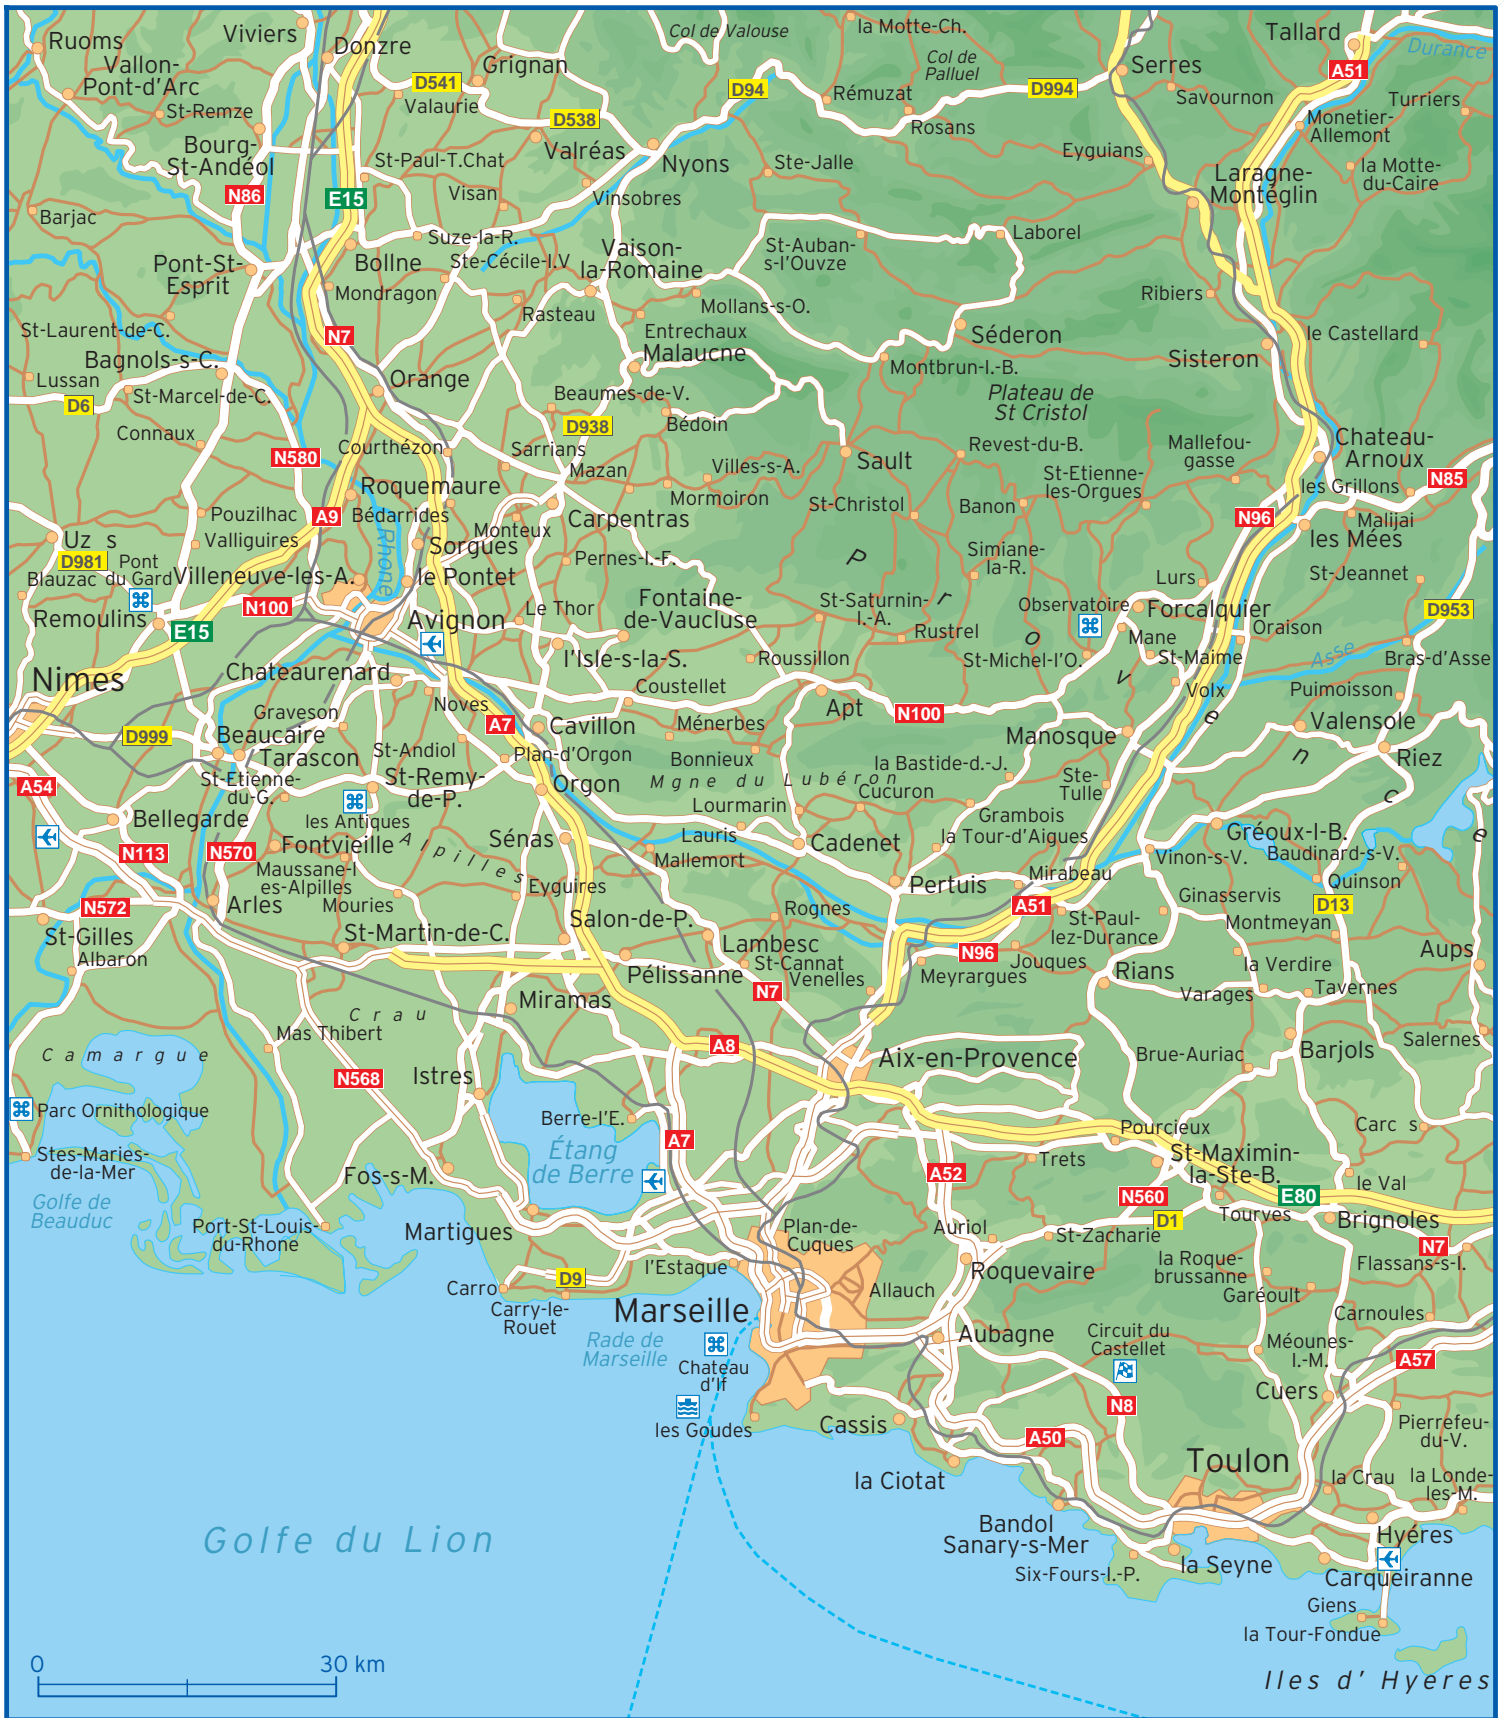 Ruoms
Viviers
Donzre
Col de Valouse
la Motte-Ch.
Tallard
Durance
Vallon-
Pont-d'Arc
Grignan
Col de
Palluel
Serres
A51
D541
D94
D994
St-Remze
Valaurie
Rémuzat
Savournon
Turriers
D538
Rosans
Monetier-
Allemont
Bourg-
St-Andéol
St-Paul-T.Chat
Valréas
Nyons
Ste-Jalle
Eyguians
Laragne-
Montéglin
la Motte-
du-Caire
N86
E15
Visan
Vinsobres
Barjac
Suze-la-R.
Vaison-
la-Romaine
St-Auban-
s-l'Ouvze
Laborel
Pont-St-
Esprit
Bollne
Ste-Cécile-l.V
Mondragon
Rasteau
Mollans-s-O.
Ribiers
St-Laurent-de-C.
N7
Entrechaux
Séderon
le Castellard
Bagnols-s-C.
Malaucne
Montbrun-l.-B.
Sisteron
Lussan
St-Marcel-de-C.
Orange
Beaumes-de-V.
Plateau de
St Cristol
D6
D938
Bédoin
Connaux
Courthézon
Sarrians
Revest-du-B.
Mallefou-
gasse
Chateau-
Arnoux
N580
Mazan
Villes-s-A.
Sault
St-Etienne-
les-Orgues
N85
Roquemaure
Mormoiron
St-Christol
Banon
les Grillons
Pouzilhac
A9
Bédarrides
Carpentras
N96
Malijai
Uz s
Valliguires
Monteux
les Mées
D981
Pont
du Gard
Blauzac
Rhone
Sorgues
Pernes-l.-F.
Simiane-
la-R.
Villeneuve-les-A.
le Pontet
Lurs
St-Jeannet
Remoulins
N100
Le Thor
Fontaine-
de-Vaucluse
St-Saturnin-
l.-A.
Observatoire
Forcalquier
D953
E15
Avignon
Rustrel
Mane
Oraison
Provence
Nimes
Chateaurenard
l'Isle-s-la-S.
Roussillon
St-Michel-l'O.
St-Maime
Asse
Bras-d'Asse
Coustellet
Volx
Puimoisson
Graveson
Noves
Apt
N100
D999
Beaucaire
A7
Cavillon
Ménerbes
Manosque
Valensole
Tarascon
St-Andiol
Plan-d'Orgon
Bonnieux
la Bastide-d.-J.
Riez
A54
St-Etienne-
du-G.
St-Remy-
de-P.
Orgon
Mgne du Lubéron
Ste-
Tulle
Lourmarin
Cucuron
Bellegarde
les Antiques
Grambois
Gréoux-l-B.
N113
N570
Fontvieille
Alpilles
Sénas
Lauris
Cadenet
la Tour-d'Aigues
Vinon-s-V.
Baudinard-s-V.
Maussane-l
es-Alpilles
Mallemort
Mirabeau
Quinson
N572
Arles
Mouries
Eyguires
Pertuis
A51
Ginasservis
D13
St-Gilles
St-Martin-de-C.
Salon-de-P.
Rognes
St-Paul-
lez-Durance
Montmeyan
Albaron
Lambesc
N96
Jouques
Aups
Pélissanne
St-Cannat
Venelles
Meyrargues
Rians
la Verdire
Miramas
N7
Varages
Tavernes
Crau
Mas Thibert
Camargue
A8
Aix-en-Provence
Brue-Auriac
Barjols
Salernes
N568
Istres
Parc Ornithologique
Berre-l'E.
A7
Pourcieux
Carc s
Stes-Maries-
de-la-Mer
Étang
de Berre
Trets
St-Maximin-
la-Ste-B.
Fos-s-M.
A52
N560
E80
le Val
Golfe de
Beauduc
Port-St-Louis-
du-Rhone
Martigues
Plan-de-
Cuques
Auriol
D1
Tourves
Brignoles
St-Zacharie
N7
l'Estaque
la Roque-
brussanne
Flassans-s-l.
Carro
D9
Allauch
Roquevaire
Garéoult
Carry-le-
Rouet
Marseille
Carnoules
Rade de
Marseille
Aubagne
Circuit du
Castellet
Méounes-
l.-M.
A57
Chateau
d'If
Cuers
les Goudes
Cassis
N8
Pierrefeu-
du-V.
A50
la Ciotat
Toulon
la Crau
la Londe-
les-M.
Golfe du Lion
Bandol
Sanary-s-Mer
Hyéres
Six-Fours-l.-P.
la Seyne
Carqueiranne
Giens
la Tour-Fondue
0
30 km
Iles d' Hyeres